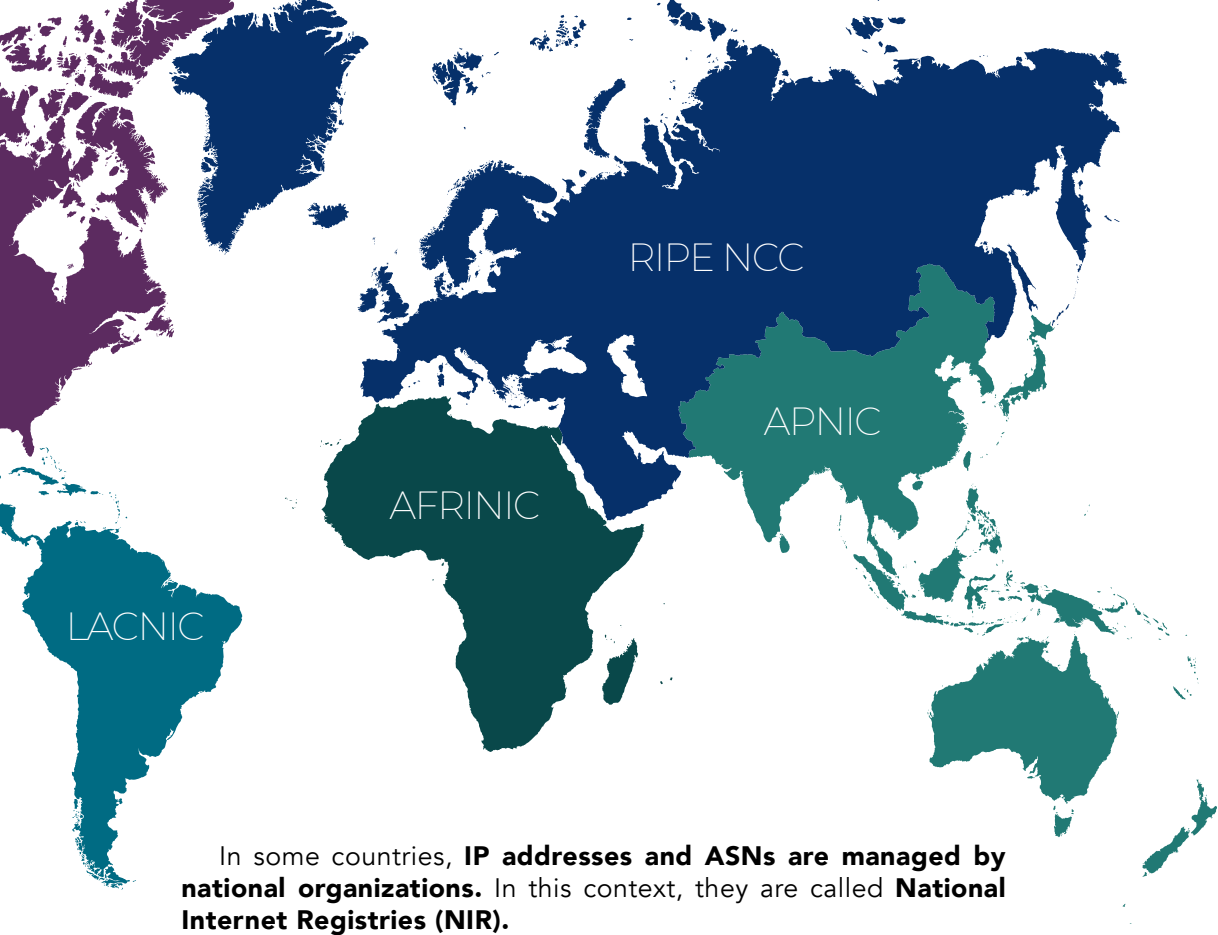 RIPE NCC
APNIC
AFRINIC
LACNIC
In some countries, IP addresses and ASNs are managed by
national organizations. In this context, they are called National
Internet Registries (NIR).